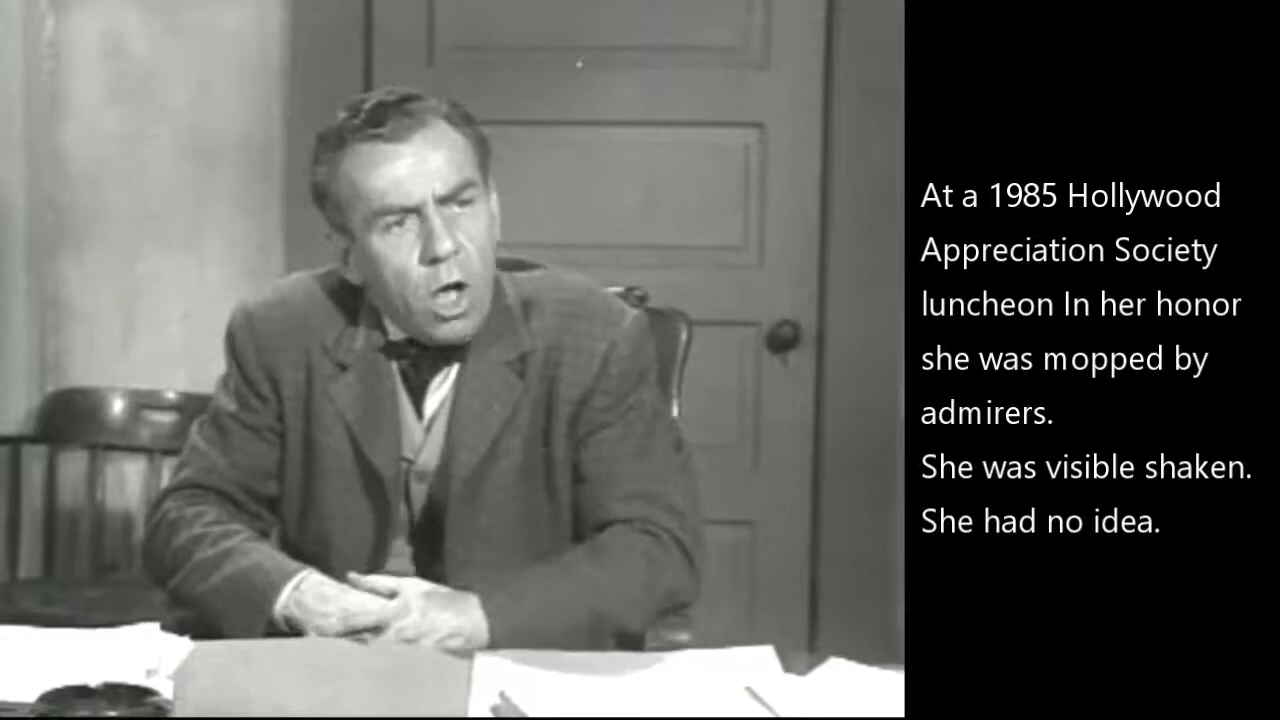 At a 1985 Hollywood
Appreciation Society
luncheon In her honor
she was mopped by
admirers.
She was visible shaken.
She had no idea.